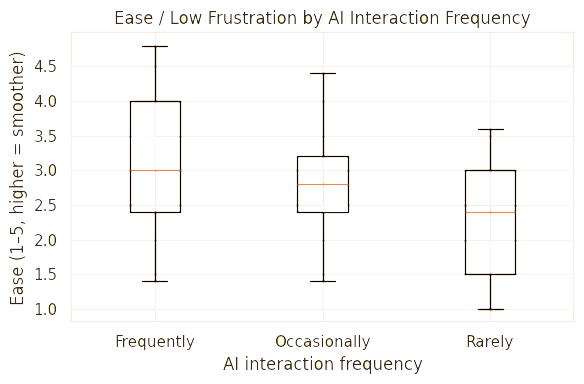 Ease / Low Frustration by AI Interaction Frequency
Ease (1–5, higher = smoother)
4.5
4.0
3.5
3.0
2.5
2.0
1.5
1.0
Frequently
Occasionally
Rarely
AI interaction frequency